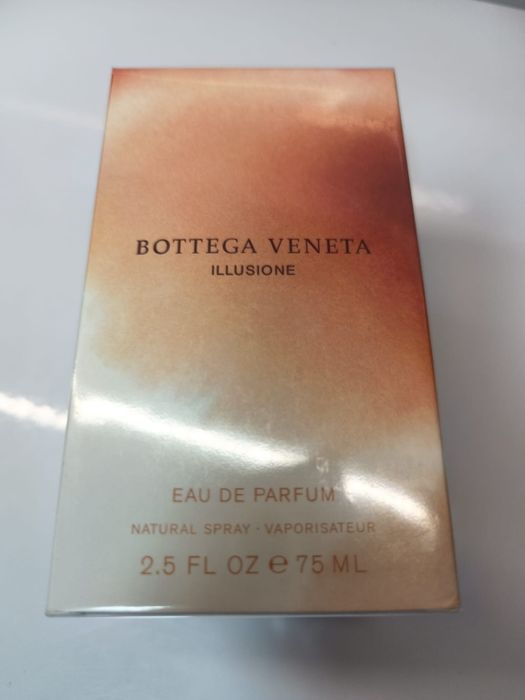 BOTTEGA VENETA
ILLUSIONE
EAU DE PARFUM
NATURAL SPRAY · VAPORISATEUR
2.5 FL OZ ℮ 75 ML